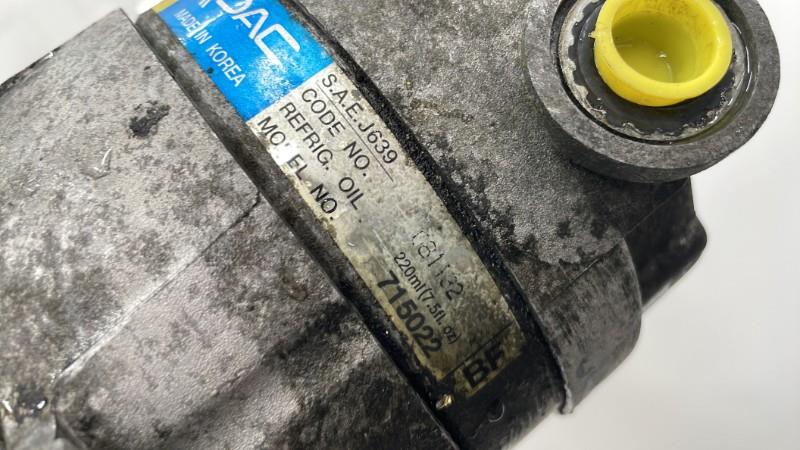 DAC
MADE IN KOREA
S.A.E.J639
CODE NO.
REFRIG. OIL 220ml(7.5fl. oz)
MODEL NO. 715022
BF